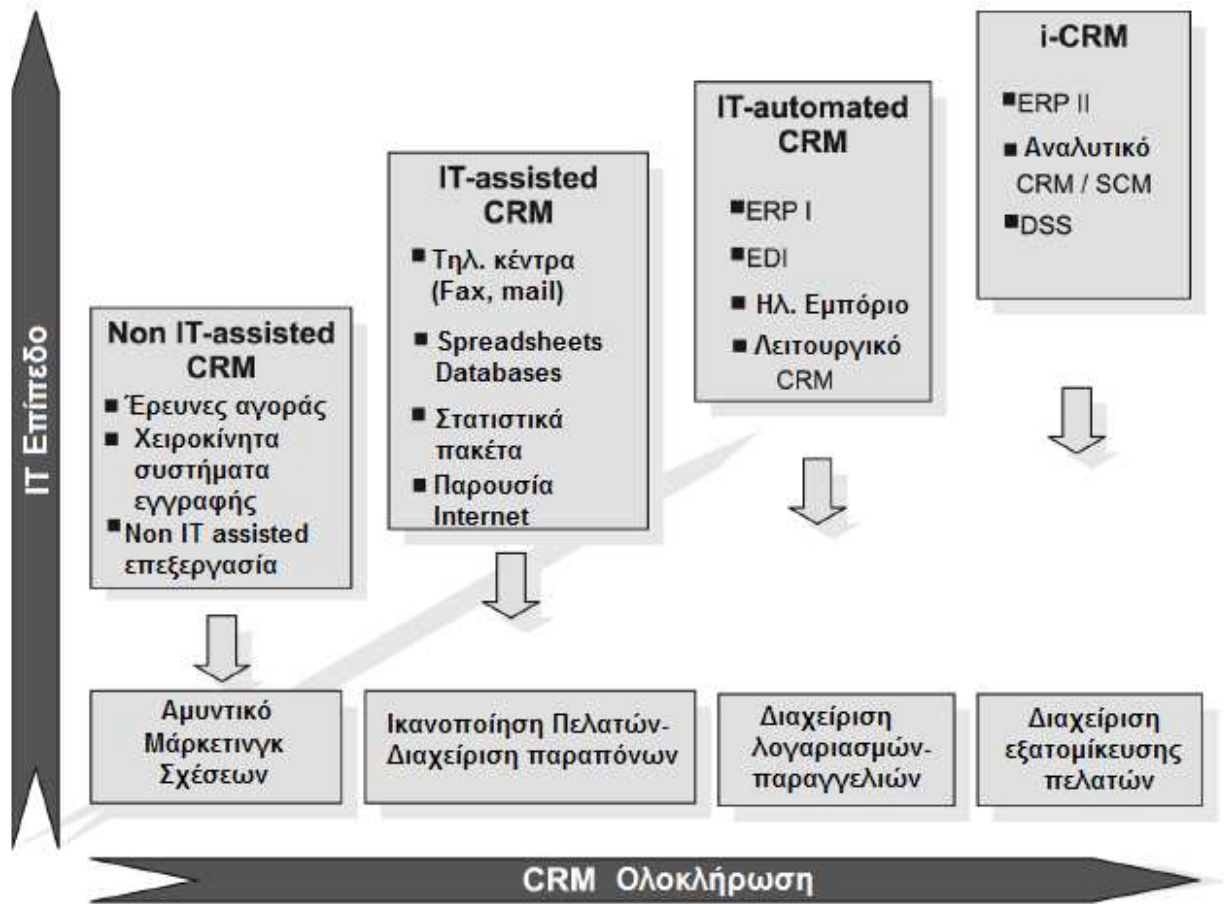 i-CRM
■ERP II
■ Αναλυτικό
CRM / SCM
■DSS
IT-automated
CRM
■ERP I
■EDI
■ Ηλ. Εμπόριο
■ Λειτουργικό
CRM
IT-assisted
CRM
■ Τηλ. κέντρα
(Fax, mail)
■ Spreadsheets
Databases
■ Στατιστικά
πακέτα
■ Παρουσία
Internet
Non IT-assisted
CRM
■ Έρευνες αγοράς
■ Χειροκίνητα
συστήματα
εγγραφής
■ Non IT assisted
επεξεργασία
IT Επίπεδο
Αμυντικό
Μάρκετινγκ
Σχέσεων
Ικανοποίηση Πελατών-
Διαχείριση παραπόνων
Διαχείριση
λογαριασμών-
παραγγελιών
Διαχείριση
εξατομίκευσης
πελατών
CRM Ολοκλήρωση